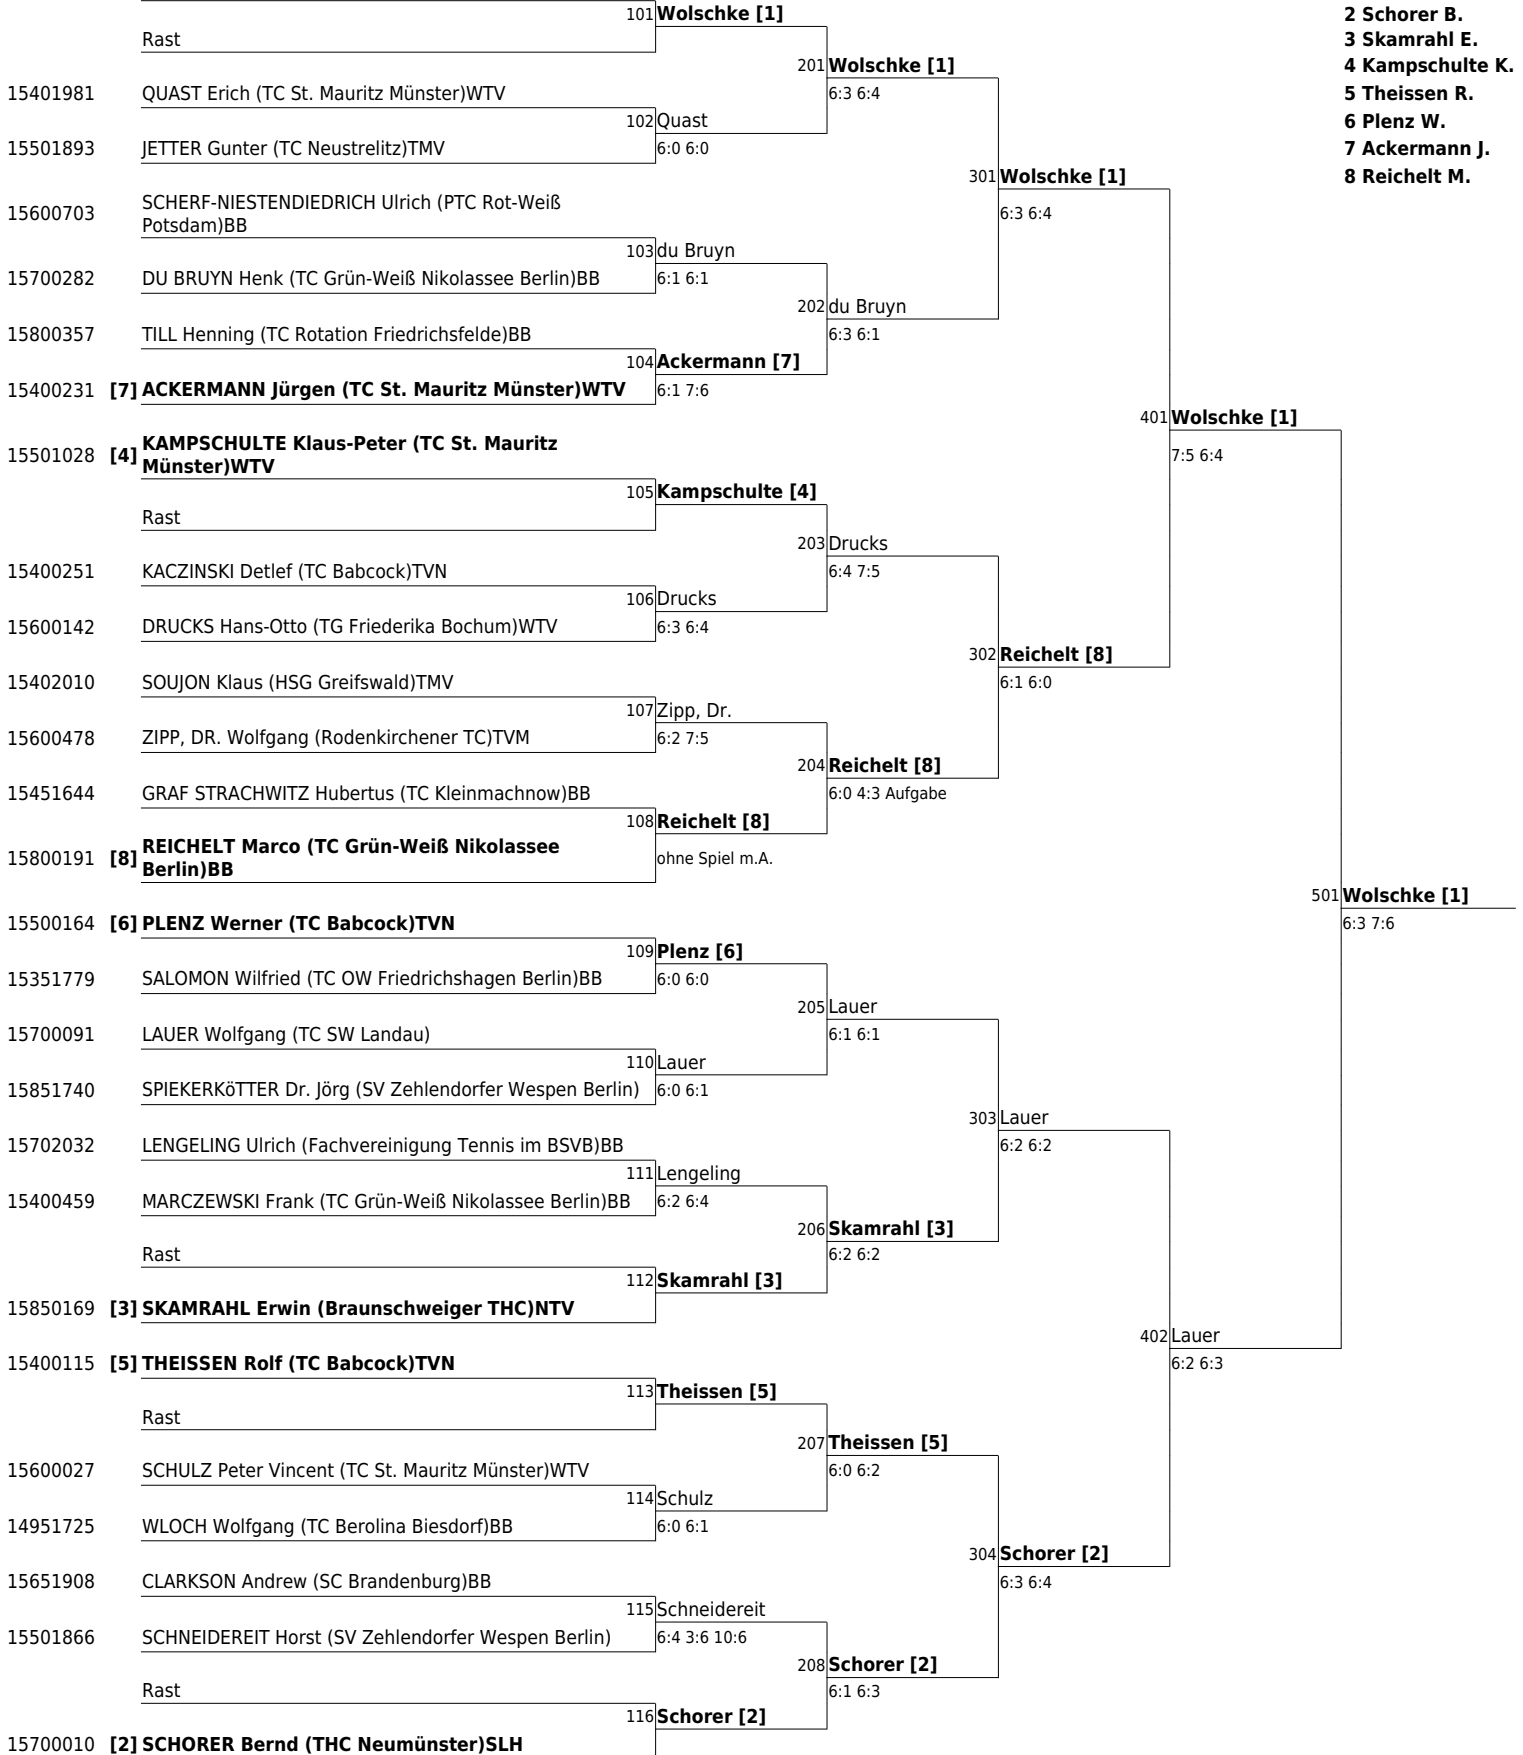 101 Wolschke [1]
2 Schorer B.
Rast
3 Skamrahl E.
201 Wolschke [1]
4 Kampschulte K.
15401981 QUAST Erich (TC St. Mauritz Münster)WTV
6:3 6:4
5 Theissen R.
102 Quast
6 Plenz W.
15501893 JETTER Gunter (TC Neustrelitz)TMV
6:0 6:0
7 Ackermann J.
301 Wolschke [1]
8 Reichelt M.
15600703 SCHERF-NIESTENDIEDRICH Ulrich (PTC Rot-Weiß
Potsdam)BB
6:3 6:4
103 du Bruyn
15700282 DU BRUYN Henk (TC Grün-Weiß Nikolassee Berlin)BB
6:1 6:1
202 du Bruyn
15800357 TILL Henning (TC Rotation Friedrichsfelde)BB
6:3 6:1
104 Ackermann [7]
15400231 [7] ACKERMANN Jürgen (TC St. Mauritz Münster)WTV
6:1 7:6
401 Wolschke [1]
15501028 [4] KAMPSCHULTE Klaus-Peter (TC St. Mauritz
Münster)WTV
7:5 6:4
105 Kampschulte [4]
Rast
203 Drucks
15400251 KACZINSKI Detlef (TC Babcock)TVN
6:4 7:5
106 Drucks
15600142 DRUCKS Hans-Otto (TG Friederika Bochum)WTV
6:3 6:4
302 Reichelt [8]
15402010 SOUJON Klaus (HSG Greifswald)TMV
6:1 6:0
107 Zipp, Dr.
15600478 ZIPP, DR. Wolfgang (Rodenkirchener TC)TVM
6:2 7:5
204 Reichelt [8]
15451644 GRAF STRACHWITZ Hubertus (TC Kleinmachnow)BB
6:0 4:3 Aufgabe
108 Reichelt [8]
15800191 [8] REICHELT Marco (TC Grün-Weiß Nikolassee
Berlin)BB
ohne Spiel m.A.
501 Wolschke [1]
15500164 [6] PLENZ Werner (TC Babcock)TVN
6:3 7:6
109 Plenz [6]
15351779 SALOMON Wilfried (TC OW Friedrichshagen Berlin)BB
6:0 6:0
205 Lauer
15700091 LAUER Wolfgang (TC SW Landau)
6:1 6:1
110 Lauer
15851740 SPIEKERKöTTER Dr. Jörg (SV Zehlendorfer Wespen Berlin)
6:0 6:1
303 Lauer
15702032 LENGELING Ulrich (Fachvereinigung Tennis im BSVB)BB
6:2 6:2
111 Lengeling
15400459 MARCZEWSKI Frank (TC Grün-Weiß Nikolassee Berlin)BB
6:2 6:4
206 Skamrahl [3]
Rast
6:2 6:2
112 Skamrahl [3]
15850169 [3] SKAMRAHL Erwin (Braunschweiger THC)NTV
402 Lauer
15400115 [5] THEISSEN Rolf (TC Babcock)TVN
6:2 6:3
113 Theissen [5]
Rast
207 Theissen [5]
15600027 SCHULZ Peter Vincent (TC St. Mauritz Münster)WTV
6:0 6:2
114 Schulz
14951725 WLOCH Wolfgang (TC Berolina Biesdorf)BB
6:0 6:1
304 Schorer [2]
15651908 CLARKSON Andrew (SC Brandenburg)BB
6:3 6:4
115 Schneidereit
15501866 SCHNEIDEREIT Horst (SV Zehlendorfer Wespen Berlin)
6:4 3:6 10:6
208 Schorer [2]
Rast
6:1 6:3
116 Schorer [2]
15700010 [2] SCHORER Bernd (THC Neumünster)SLH